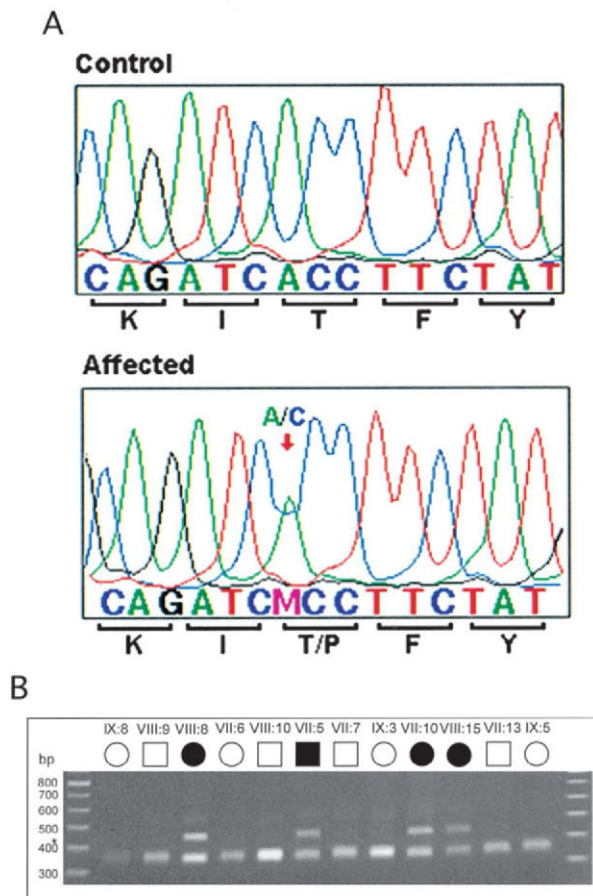 A
Control
CAGATCACCTTCTAT
K I T F Y
Affected
A/C
CAGATCMCCTTCTAT
K I T/P F Y
B
IX:8 VIII:9 VIII:8 VII:6 VIII:10 VII:5 VII:7 IX:3 VII:10 VIII:15 VII:13 IX:5
bp
800
700
600
500
*
400
300